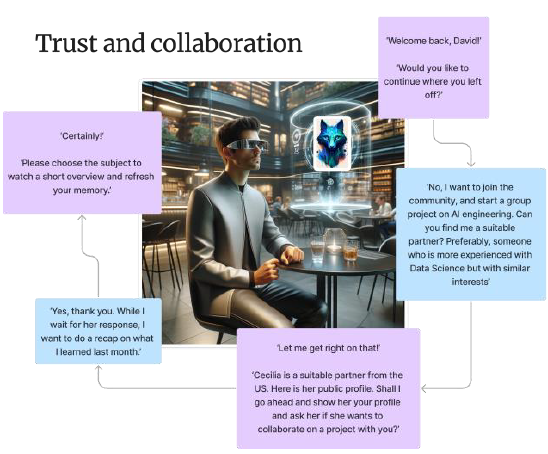 Trust and collaboration
'Welcome back, David!'
'Would you like to
continue where you left
off?'
'No, I want to join the
community, and start a group
project on AI engineering. Can
you find me a suitable
partner? Preferably, someone
who is more experienced with
Data Science but with similar
interests'
'Let me get right on that!'
'Cecilia is a suitable partner from the
US. Here is her public profile. Shall I
go ahead and show her your profile
and ask her if she wants to
collaborate on a project with you?'
'Yes, thank you. While I
wait for her response, I
want to do a recap on what
I learned last month.'
'Certainly!'
'Please choose the subject to
watch a short overview and refresh
your memory.'